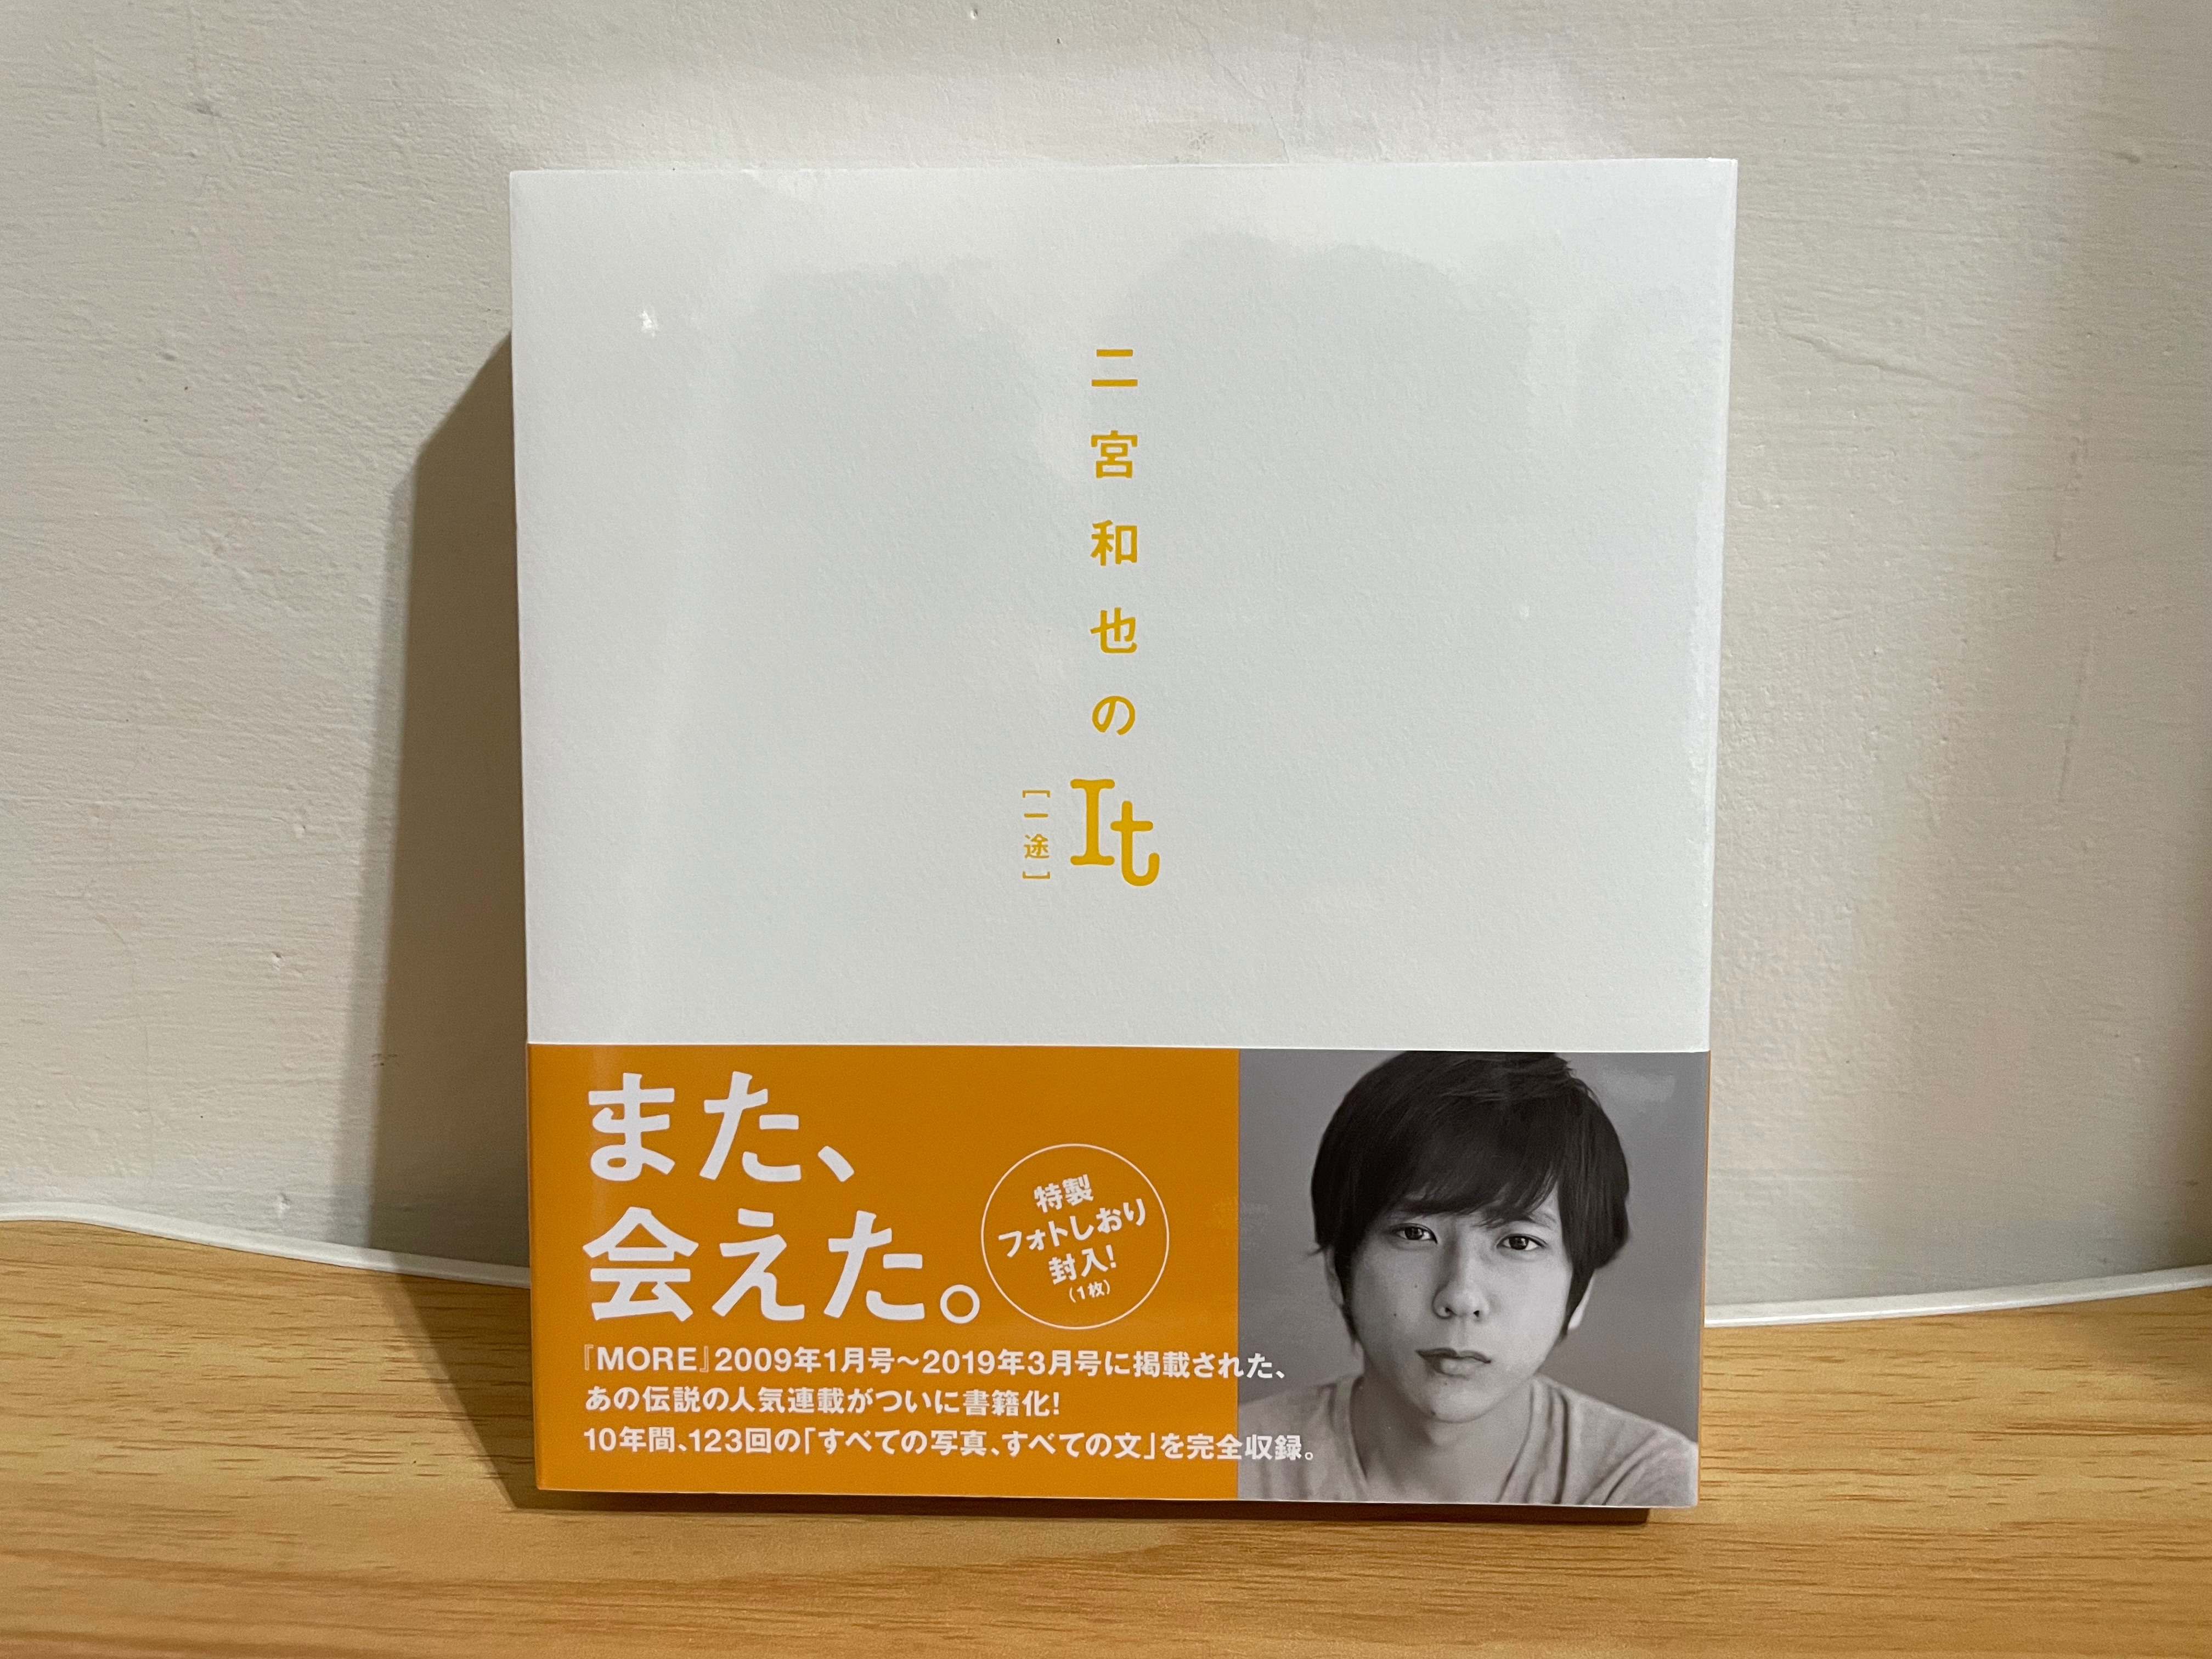 二宮和也の
It
[一途]
また、
会えた。
特製
フォトしおり
封入!
(1枚)
『MORE』2009年1月号~2019年3月号に掲載された、
あの伝説の人気連載がついに書籍化!
10年間、123回の「すべての写真、すべての文」を完全収録。